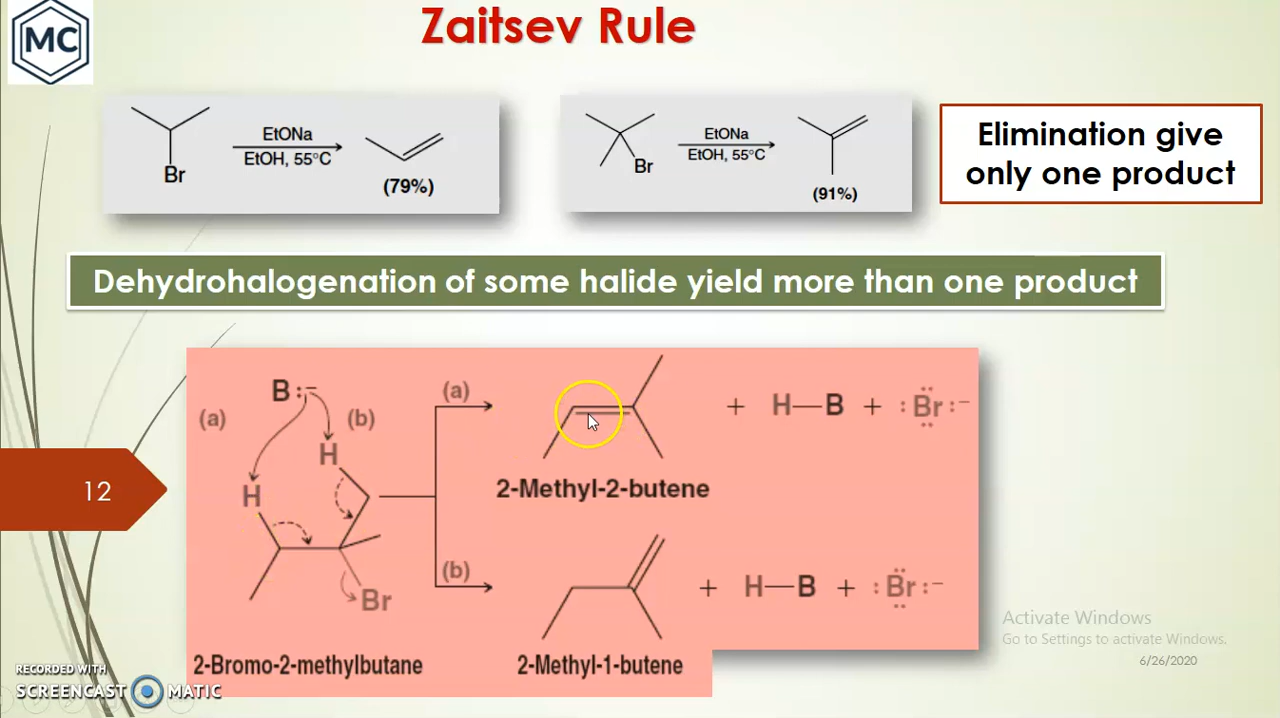 MC
Zaitsev Rule
EtONa
EtOH, 55°C
Br
(79%)
EtONa
EtOH, 55°C
Br
(91%)
Elimination give
only one product
Dehydrohalogenation of some halide yield more than one product
12
B:−
(a)
(b)
H
H
Br
2-Bromo-2-methylbutane
(a)
+ H—B + :Br:−
2-Methyl-2-butene
(b)
+ H—B + :Br:−
2-Methyl-1-butene
Activate Windows
Go to Settings to activate Windows.
6/26/2020
RECORDED WITH
SCREENCAST MATIC